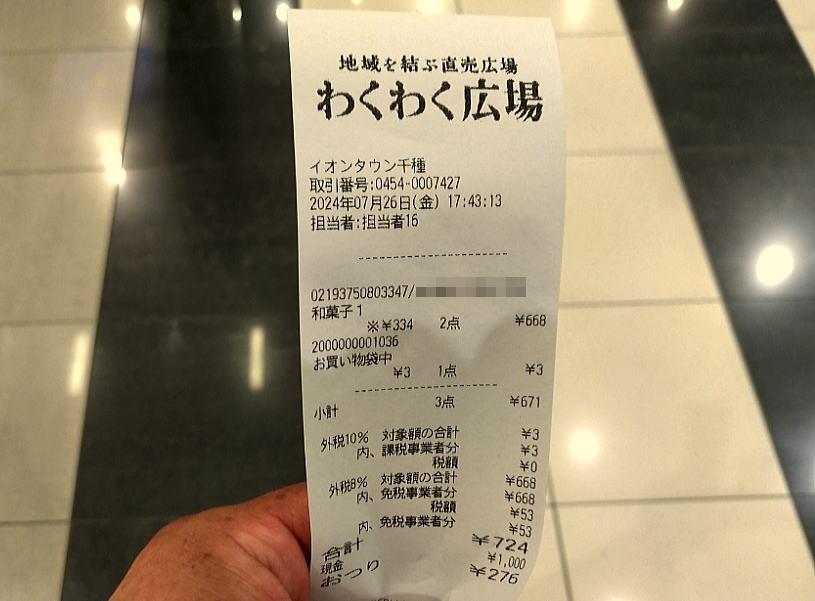 地域を結ぶ直売広場
わくわく広場
イオンタウン千種
取引番号:0454-0007427
2024年07月26日(金) 17:43:13
担当者:担当者16
02193750803347/
和菓子1
※¥334 2点 ¥668
2000000001036
お買い物袋中
¥3 1点 ¥3
小計 3点 ¥671
外税10% 対象額の合計 ¥3
内、課税事業者分 ¥3
税額 ¥0
外税8% 対象額の合計 ¥668
内、免税事業者分 ¥668
税額 ¥53
内、免税事業者分 ¥53
合計 ¥724
現金 ¥1,000
おつり ¥276